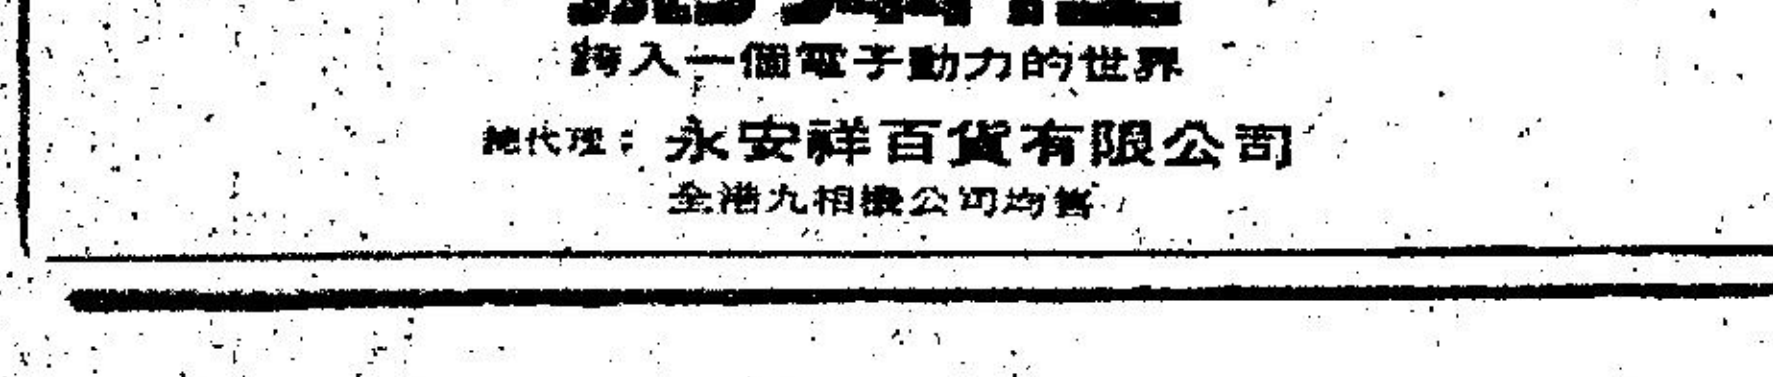 跨入一個電子動力的世界
總代理：永安祥百貨有限公司
全港九相機公司均售